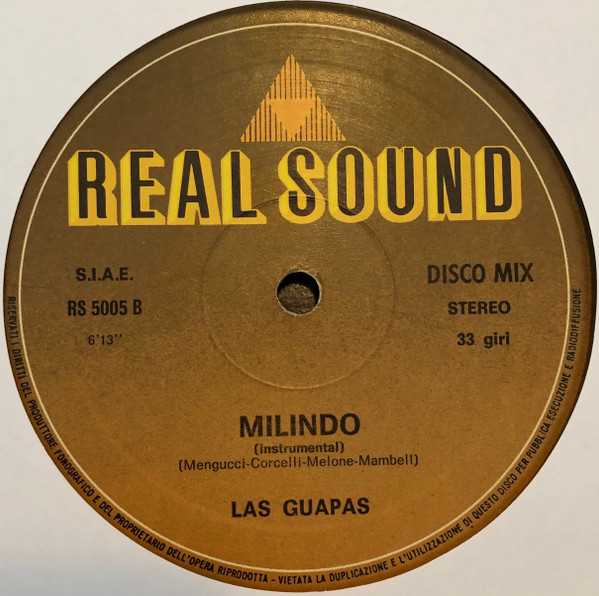 REAL SOUND
S.I.A.E.
RS 5005 B
6'13''
DISCO MIX
STEREO
33 giri
MILINDO
(instrumental)
(Mengucci-Corcelli-Melone-Mambell)
LAS GUAPAS
RISERVATI I DIRITTI DEL PRODUTTORE FONOGRAFICO E DEL PROPRIETARIO DELL'OPERA RIPRODOTTA - VIETATA LA DUPLICAZIONE E L'UTILIZZAZIONE DI QUESTO DISCO PER PUBBLICA ESECUZIONE E RADIODIFFUSIONE